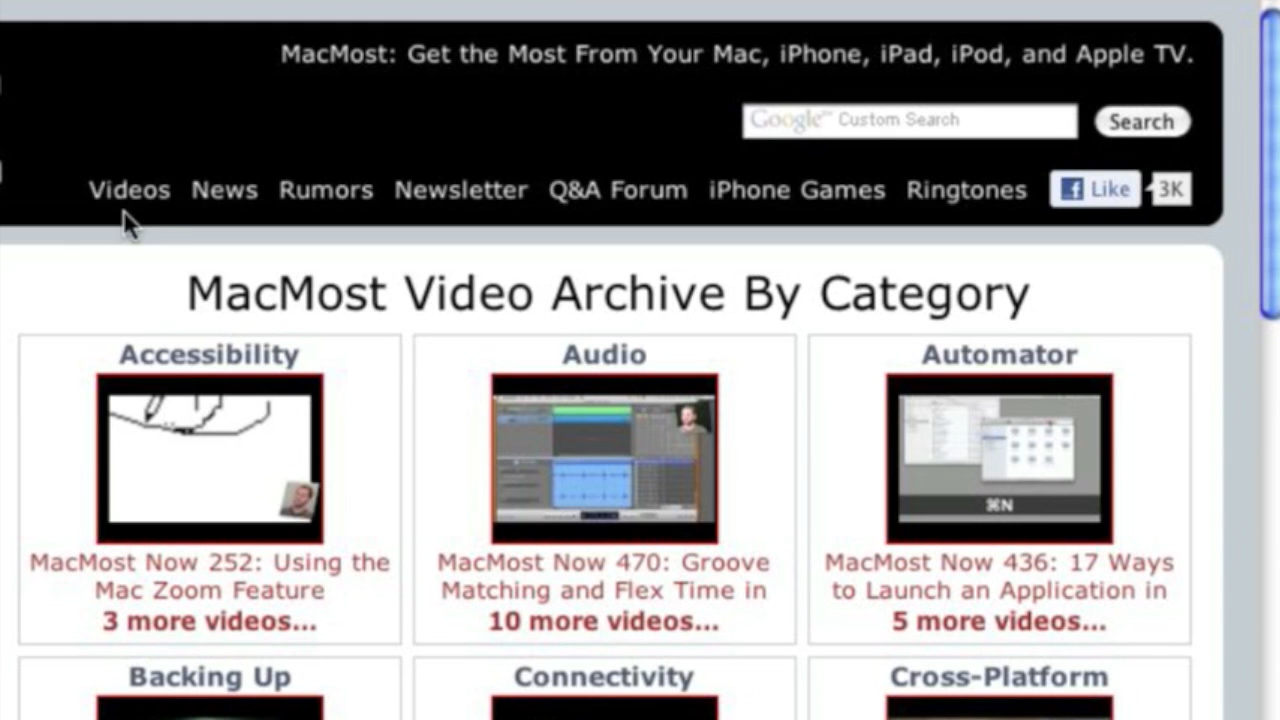 MacMost: Get the Most From Your Mac, iPhone, iPad, iPod, and Apple TV.
Google™ Custom Search
Search
Videos News Rumors Newsletter Q&A Forum iPhone Games Ringtones Like 3K
MacMost Video Archive By Category
Accessibility
MacMost Now 252: Using the
Mac Zoom Feature
3 more videos...
Audio
MacMost Now 470: Groove
Matching and Flex Time in
10 more videos...
Automator
⌘N
MacMost Now 436: 17 Ways
to Launch an Application in
5 more videos...
Backing Up
Connectivity
Cross-Platform